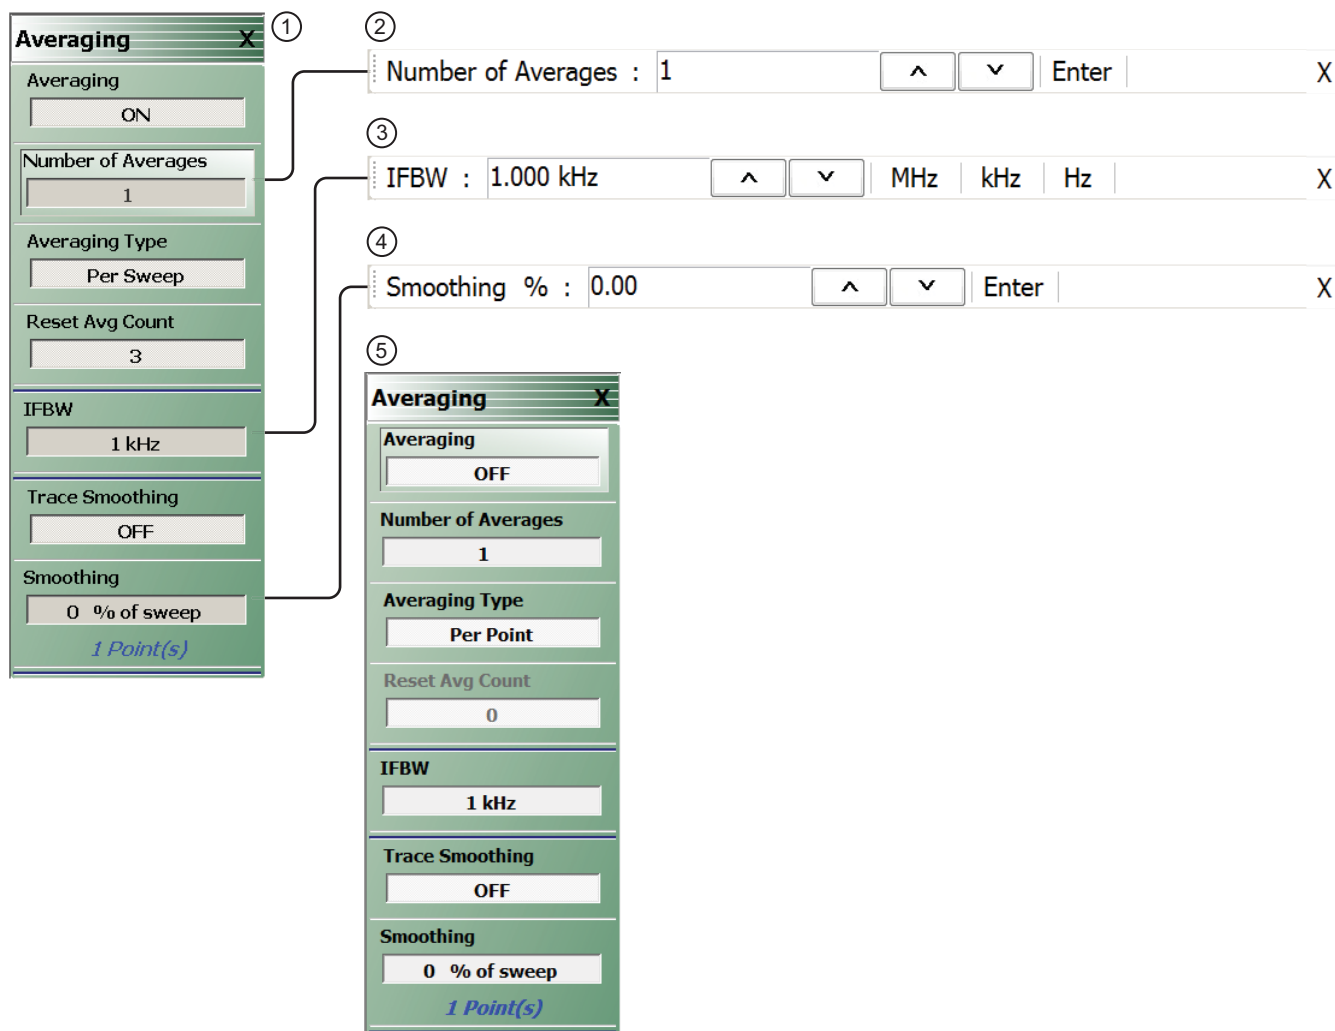 Averaging X
①
Averaging
ON
Number of Averages
1
Averaging Type
Per Sweep
Reset Avg Count
3
IFBW
1 kHz
Trace Smoothing
OFF
Smoothing
0 % of sweep
1 Point(s)
②
Number of Averages : 1 ^ v Enter X
③
IFBW : 1.000 kHz ^ v MHz kHz Hz X
④
Smoothing % : 0.00 ^ v Enter X
⑤
Averaging X
Averaging
OFF
Number of Averages
1
Averaging Type
Per Point
Reset Avg Count
0
IFBW
1 kHz
Trace Smoothing
OFF
Smoothing
0 % of sweep
1 Point(s)